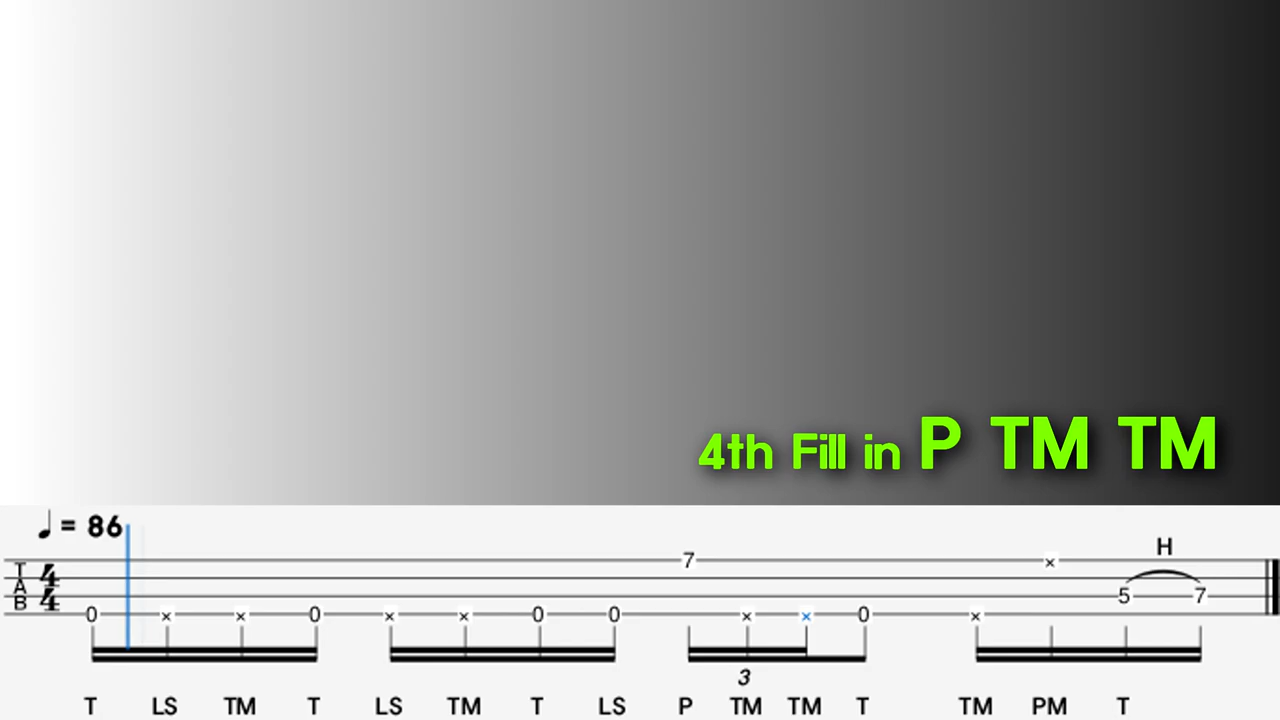 4th Fill in P TM TM
♩ = 86
H
T A B
4 4
7 ×
5 7
0 × × 0 × × 0 0 × × 0 ×
3
T LS TM T LS TM T LS P TM TM T TM PM T